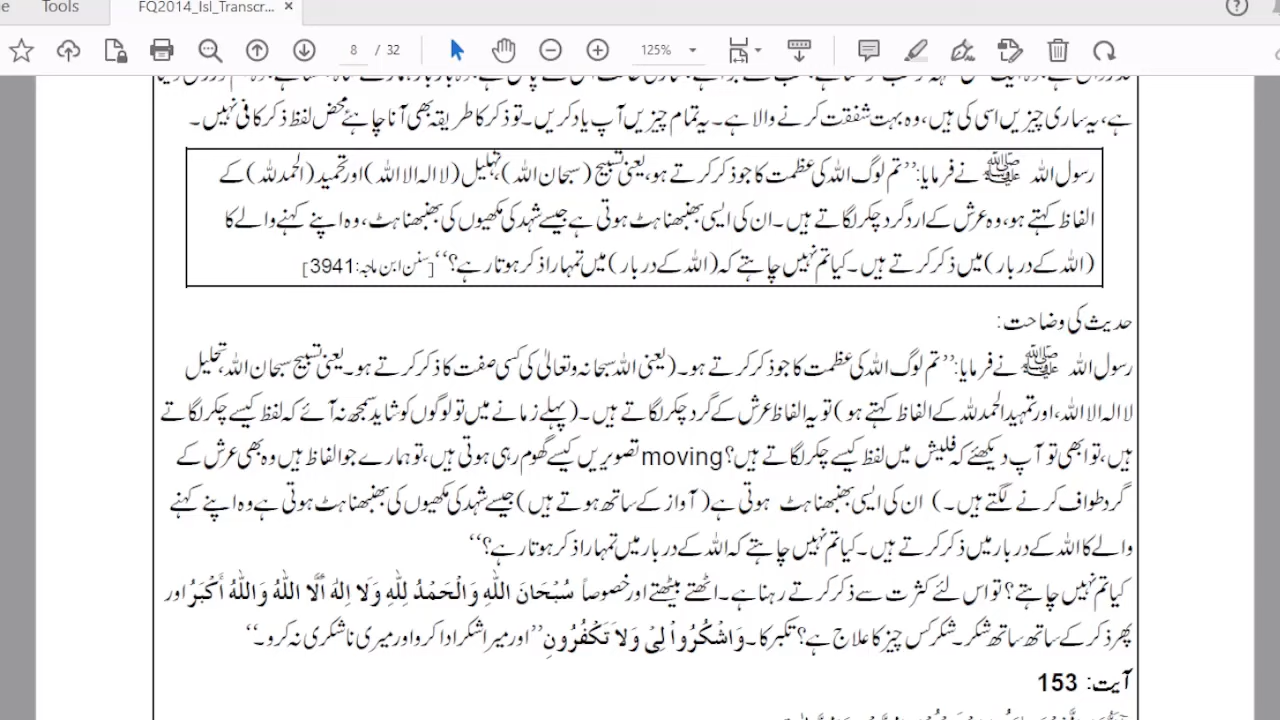 Tools
FQ2014_Isl_Transcr... ×
8 / 32
125%
ہے، یہ ساری چیزیں اسی کی ہیں، وہ بہت شفقت کرنے والا ہے۔ یہ تمام چیزیں آپ یاد کریں۔ تو ذکر کا طریقہ بھی آنا چاہئے محض لفظ ذکر کافی نہیں۔
رسول اللہ ﷺ نے فرمایا: ’’تم لوگ اللہ کی عظمت کا جو ذکر کرتے ہو، یعنی تسبیح (سبحان اللہ)، تہلیل (لا الہ الا اللہ) اور تحمید (الحمد للہ) کے
الفاظ کہتے ہو، وہ عرش کے ارد گرد چکر لگاتے ہیں۔ ان کی ایسی بھنبھناہٹ ہوتی ہے جیسے شہد کی مکھیوں کی بھنبھناہٹ، وہ اپنے کہنے والے کا
(اللہ کے دربار) میں ذکر کرتے ہیں۔ کیا تم نہیں چاہتے کہ (اللہ کے دربار) میں تمہارا ذکر ہوتا رہے؟‘‘ [سنن ابن ماجہ: 3941]
حدیث کی وضاحت:
رسول اللہ ﷺ نے فرمایا: ’’تم لوگ اللہ کی عظمت کا جو ذکر کرتے ہو۔ (یعنی اللہ سبحانہ وتعالیٰ کی کسی صفت کا ذکر کرتے ہو۔ یعنی تسبیح سبحان اللہ، تحلیل
لا الہ الا اللہ، اور تمہید الحمد للہ کے الفاظ کہتے ہو) تو یہ الفاظ عرش کے گرد چکر لگاتے ہیں۔ (پہلے زمانے میں تو لوگوں کو شاید سمجھ نہ آئے کہ لفظ کیسے چکر لگاتے
ہیں، تو ابھی تو آپ دیکھئے کہ فلیش میں لفظ کیسے چکر لگاتے ہیں؟ moving تصویریں کیسے گھوم رہی ہوتی ہیں، تو ہمارے جو الفاظ ہیں وہ بھی عرش کے
گرد طواف کرنے لگتے ہیں۔) ان کی ایسی بھنبھناہٹ ہوتی ہے (آواز کے ساتھ ہوتے ہیں) جیسے شہد کی مکھیوں کی بھنبھناہٹ ہوتی ہے وہ اپنے کہنے
والے کا اللہ کے دربار میں ذکر کرتے ہیں۔ کیا تم نہیں چاہتے کہ اللہ کے دربار میں تمہارا ذکر ہوتا رہے؟‘‘
کیا تم نہیں چاہتے؟ تو اس لئے کثرت سے ذکر کرتے رہنا ہے۔ اٹھتے بیٹھتے اور خصوصاً سُبْحَانَ اللّٰهِ وَالْحَمْدُ لِلّٰهِ وَلَا اِلٰهَ اِلَّا اللّٰهُ وَاللّٰهُ أَكْبَرُ اور
پھر ذکر کے ساتھ ساتھ شکر۔ شکر کس چیز کا علاج ہے؟ تکبر کا۔ وَاشْكُرُواْ لِىْ وَلاَ تَكْفُرُونِ ’’اور میرا شکر ادا کرو اور میری ناشکری نہ کرو۔‘‘
آیت: 153